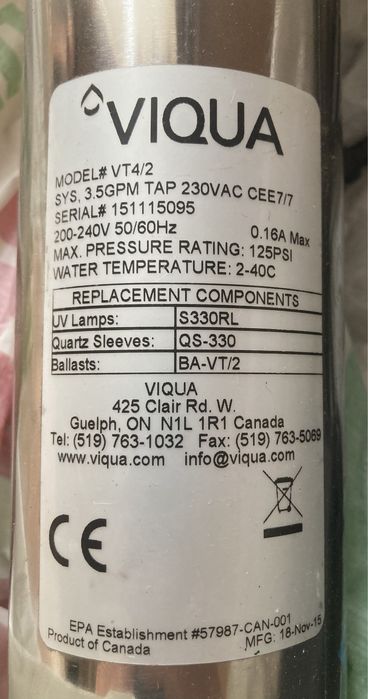 VIQUA
MODEL# VT4/2
SYS, 3.5GPM TAP 230VAC CEE7/7
SERIAL# 151115095
200-240V 50/60Hz 0.16A Max
MAX. PRESSURE RATING: 125PSI
WATER TEMPERATURE: 2-40C
REPLACEMENT COMPONENTS
UV Lamps: S330RL
Quartz Sleeves: QS-330
Ballasts: BA-VT/2
VIQUA
425 Clair Rd. W.
Guelph, ON N1L 1R1 Canada
Tel: (519) 763-1032 Fax: (519) 763-5069
www.viqua.com info@viqua.com
CE
EPA Establishment #57987-CAN-001
Product of Canada MFG: 18-Nov-15